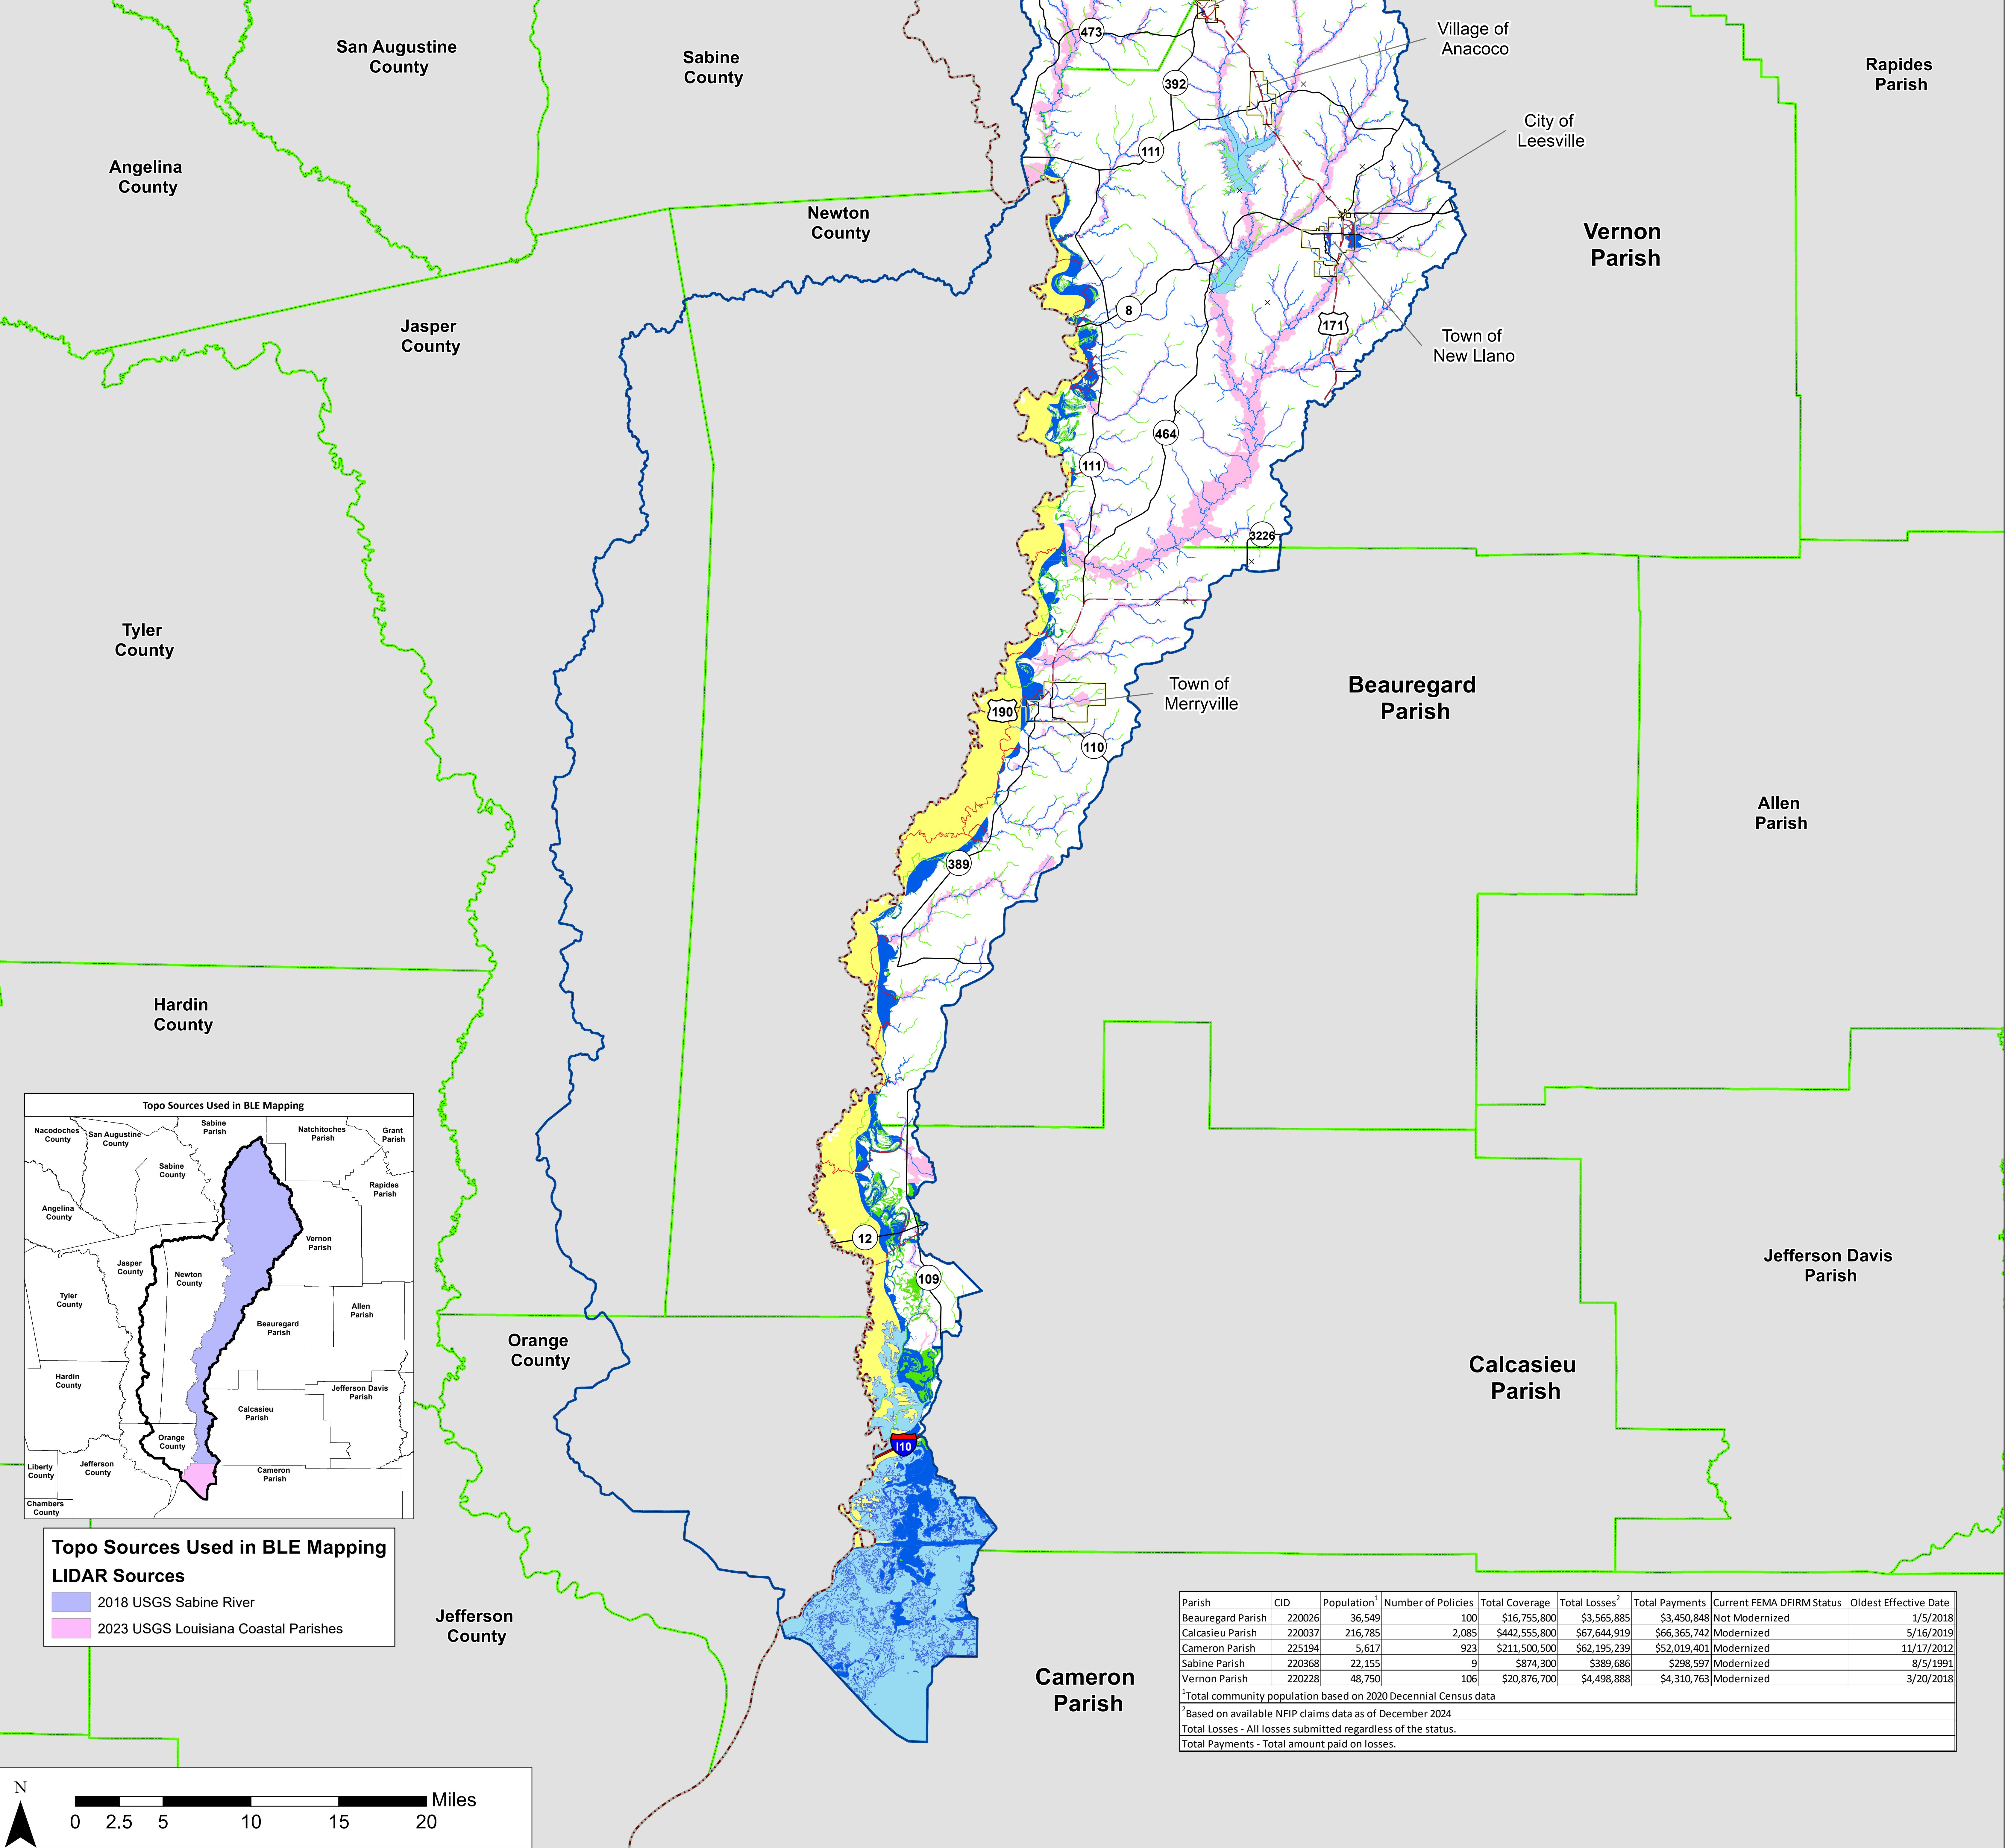 473
Village of
Anacoco
San Augustine
County
Sabine
County
Rapides
Parish
392
City of
Leesville
111
Angelina
County
Newton
County
Vernon
Parish
8
171
Jasper
County
Town of
New Llano
464
111
3226
Tyler
County
Town of
Merryville
190
Beauregard
Parish
110
Allen
Parish
389
Hardin
County
Topo Sources Used in BLE Mapping
Nacodoches
County
San Augustine
County
Sabine
Parish
Natchitoches
Parish
Grant
Parish
Sabine
County
Rapides
Parish
Angelina
County
Vernon
Parish
Jasper
County
Newton
County
Tyler
County
Allen
Parish
Beauregard
Parish
Hardin
County
Jefferson Davis
Parish
Calcasieu
Parish
Orange
County
Liberty
County
Jefferson
County
Cameron
Parish
Chambers
County
12
109
Jefferson Davis
Parish
Orange
County
Calcasieu
Parish
I10
Topo Sources Used in BLE Mapping
LIDAR Sources
2018 USGS Sabine River
2023 USGS Louisiana Coastal Parishes
Jefferson
County
Cameron
Parish
Parish CID Population1 Number of Policies Total Coverage Total Losses2 Total Payments Current FEMA DFIRM Status Oldest Effective Date
Beauregard Parish 220026 36,549 100 $16,755,800 $3,565,885 $3,450,848 Not Modernized 1/5/2018
Calcasieu Parish 220037 216,785 2,085 $442,555,800 $67,644,919 $66,365,742 Modernized 5/16/2019
Cameron Parish 225194 5,617 923 $211,500,500 $62,195,239 $52,019,401 Modernized 11/17/2012
Sabine Parish 220368 22,155 9 $874,300 $389,686 $298,597 Modernized 8/5/1991
Vernon Parish 220228 48,750 106 $20,876,700 $4,498,888 $4,310,763 Modernized 3/20/2018
1Total community population based on 2020 Decennial Census data
2Based on available NFIP claims data as of December 2024
Total Losses - All losses submitted regardless of the status.
Total Payments - Total amount paid on losses.
N
Miles
0 2.5 5 10 15 20